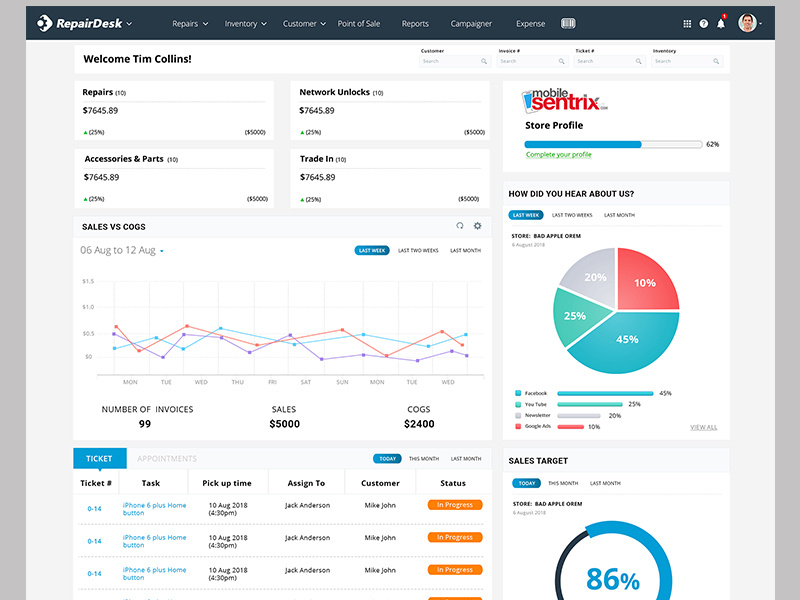 RepairDesk Repairs Inventory Customer Point of Sale Reports Campaigner Expense
Welcome Tim Collins!
Customer Invoice # Ticket # Inventory
Search Search Search Search
Repairs (10)
$7645.89
(25%) ($5000)
Network Unlocks (10)
$7645.89
(25%) ($5000)
Accessories & Parts (10)
$7645.89
(25%) ($5000)
Trade In (10)
$7645.89
(25%) ($5000)
mobile
sentrix.com
Store Profile
62%
Complete your profile
SALES VS COGS
06 Aug to 12 Aug LAST WEEK LAST TWO WEEKS LAST MONTH
$1.5
$1.0
$0.5
$0
MON TUE WED THU FRI SAT SUN MON TUE WED
NUMBER OF INVOICES SALES COGS
99 $5000 $2400
HOW DID YOU HEAR ABOUT US?
LAST WEEK LAST TWO WEEKS LAST MONTH
STORE: BAD APPLE OREM
6 August 2018
20% 10%
25%
45%
Facebook 45%
You Tube 25%
Newsletter 20%
Google Ads 10%
VIEW ALL
TICKET APPOINTMENTS TODAY THIS MONTH LAST MONTH
Ticket # Task Pick up time Assign To Customer Status
0-14 iPhone 6 plus Home button 10 Aug 2018 (4:30pm) Jack Anderson Mike John In Progress
0-14 iPhone 6 plus Home button 10 Aug 2018 (4:30pm) Jack Anderson Mike John In Progress
0-14 iPhone 6 plus Home button 10 Aug 2018 (4:30pm) Jack Anderson Mike John In Progress
SALES TARGET
TODAY THIS MONTH LAST MONTH
STORE: BAD APPLE OREM
6 August 2018
86%